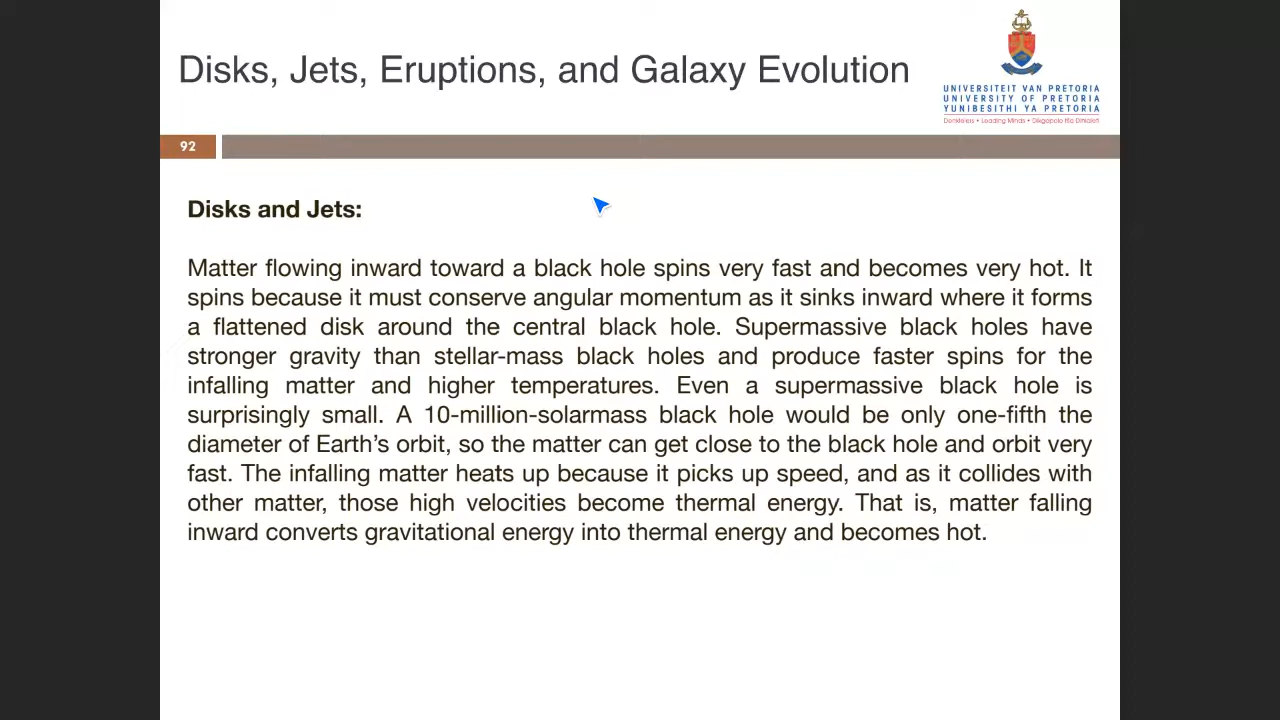 Disks, Jets, Eruptions, and Galaxy Evolution
UNIVERSITEIT VAN PRETORIA
UNIVERSITY OF PRETORIA
YUNIBESITHI YA PRETORIA
92
Disks and Jets:
Matter flowing inward toward a black hole spins very fast and becomes very hot. It
spins because it must conserve angular momentum as it sinks inward where it forms
a flattened disk around the central black hole. Supermassive black holes have
stronger gravity than stellar-mass black holes and produce faster spins for the
infalling matter and higher temperatures. Even a supermassive black hole is
surprisingly small. A 10-million-solarmass black hole would be only one-fifth the
diameter of Earth’s orbit, so the matter can get close to the black hole and orbit very
fast. The infalling matter heats up because it picks up speed, and as it collides with
other matter, those high velocities become thermal energy. That is, matter falling
inward converts gravitational energy into thermal energy and becomes hot.